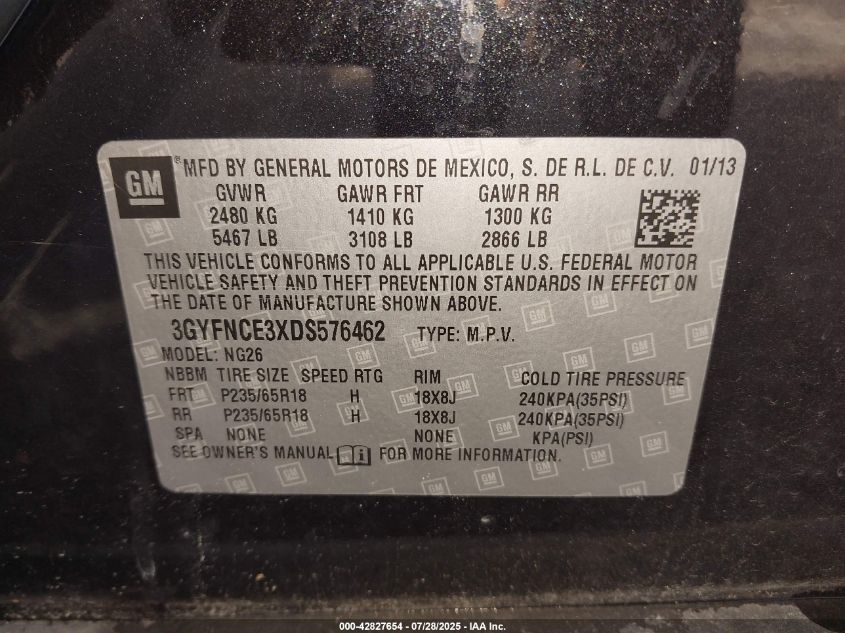 GM ® MFD BY GENERAL MOTORS DE MEXICO, S. DE R.L. DE C.V. 01/13
GVWR GAWR FRT GAWR RR
2480 KG 1410 KG 1300 KG
5467 LB 3108 LB 2866 LB
THIS VEHICLE CONFORMS TO ALL APPLICABLE U.S. FEDERAL MOTOR
VEHICLE SAFETY AND THEFT PREVENTION STANDARDS IN EFFECT ON
THE DATE OF MANUFACTURE SHOWN ABOVE.
3GYFNCE3XDS576462 TYPE: M.P.V.
MODEL: NG26
NBBM TIRE SIZE SPEED RTG RIM COLD TIRE PRESSURE
FRT P235/65R18 H 18X8J 240KPA(35PSI)
RR P235/65R18 H 18X8J 240KPA(35PSI)
SPA NONE NONE KPA(PSI)
SEE OWNER'S MANUAL FOR MORE INFORMATION.
000-42827654 | 07/28/2025 - IAA Inc.